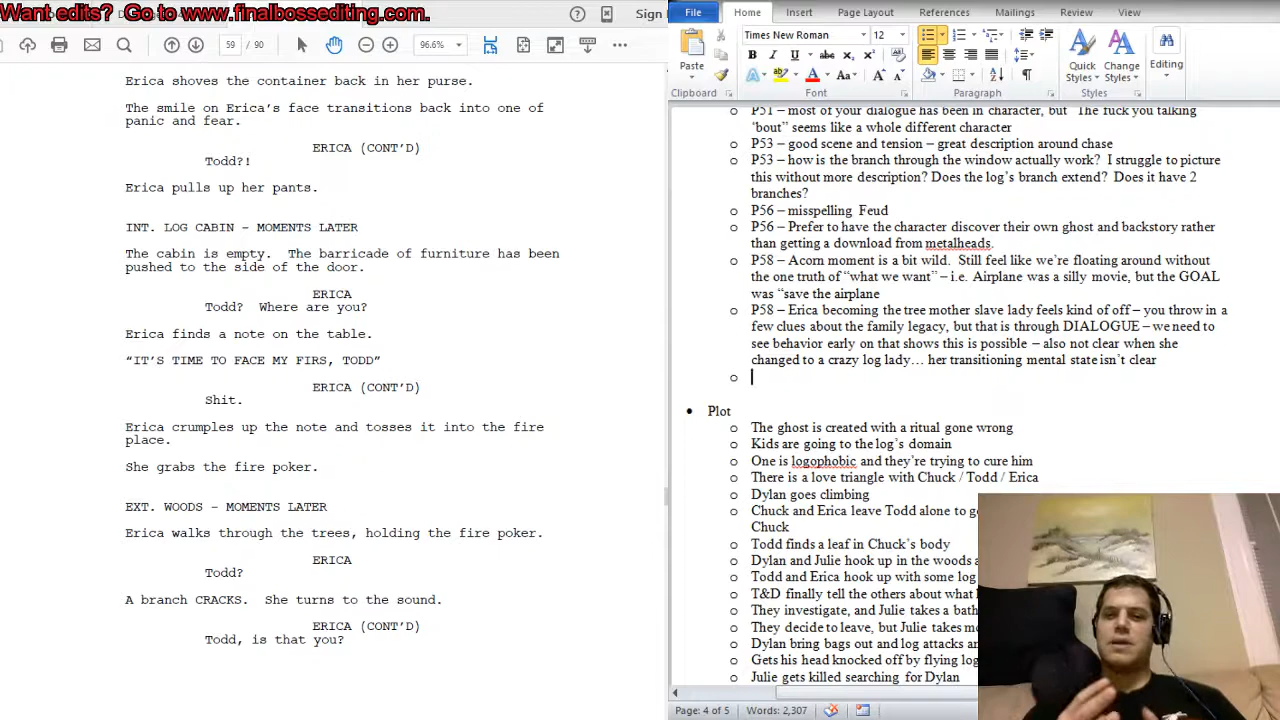 Want edits?  Go to www.finalbossediting.com.
Sign
59
96.6%
Erica shoves the container back in her purse.
The smile on Erica's face transitions back into one of
panic and fear.
ERICA (CONT'D)
Todd?!
Erica pulls up her pants.
INT. LOG CABIN - MOMENTS LATER
The cabin is empty.  The barricade of furniture has been
pushed to the side of the door.
ERICA
Todd?  Where are you?
Erica finds a note on the table.
"IT'S TIME TO FACE MY FIRS, TODD"
ERICA (CONT'D)
Shit.
Erica crumples up the note and tosses it into the fire
place.
She grabs the fire poker.
EXT. WOODS - MOMENTS LATER
Erica walks through the trees, holding the fire poker.
ERICA
Todd?
A branch CRACKS.  She turns to the sound.
ERICA (CONT'D)
Todd, is that you?
File Home Insert Page Layout References Mailings Review View
Paste
Times New Roman 12
B I U
Aa A A
Quick Styles
Change Styles
Editing
Clipboard Font Paragraph Styles
o P51 – most of your dialogue has been in character, but "The fuck you talking
'bout" seems like a whole different character
o P53 – good scene and tension – great description around chase
o P53 – how is the branch through the window actually work?  I struggle to picture
this without more description? Does the log's branch extend?  Does it have 2
branches?
o P56 – misspelling  Feud
o P56 – Prefer to have the character discover their own ghost and backstory rather
than getting a download from metalheads.
o P58 – Acorn moment is a bit wild.  Still feel like we're floating around without
the one truth of "what we want" – i.e. Airplane was a silly movie, but the GOAL
was "save the airplane
o P58 – Erica becoming the tree mother slave lady feels kind of off – you throw in a
few clues about the family legacy, but that is through DIALOGUE – we need to
see behavior early on that shows this is possible – also not clear when she
changed to a crazy log lady… her transitioning mental state isn't clear
o
• Plot
o The ghost is created with a ritual gone wrong
o Kids are going to the log's domain
o One is logophobic and they're trying to cure him
o There is a love triangle with Chuck / Todd / Erica
o Dylan goes climbing
o Chuck and Erica leave Todd alone to
Chuck
o Todd finds a leaf in Chuck's body
o Dylan and Julie hook up in the woods
o Todd and Erica hook up with some log
o T&D finally tell the others about what
o They investigate, and Julie takes a bath
o They decide to leave, but Julie takes
o Dylan bring bags out and log attacks
o Gets his head knocked off by flying log
o Julie gets killed searching for Dylan
Page: 4 of 5 Words: 2,307